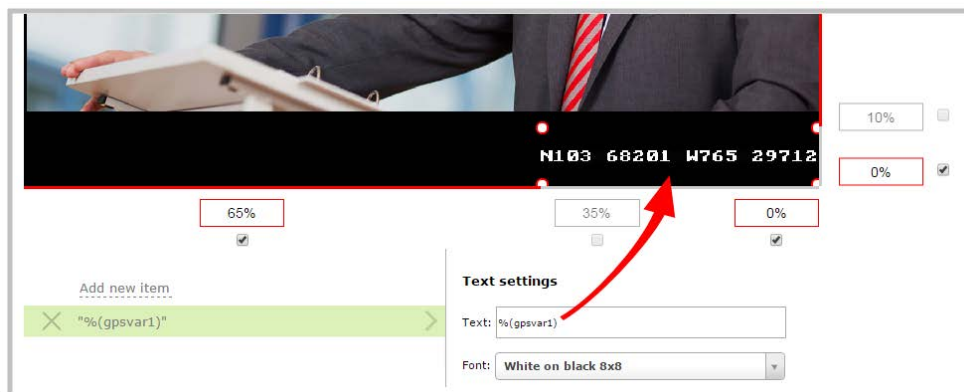 10%
N103 68201 W765 29712
0%
65%
35%
0%
Add new item
Text settings
"%(gpsvar1)"
Text: %(gpsvar1)
Font: White on black 8x8